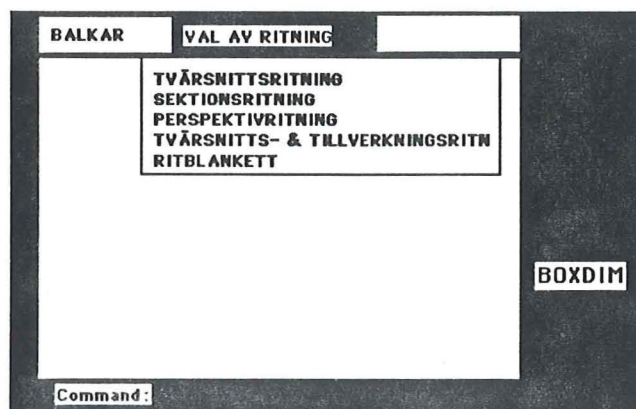 BALKAR VAL AV RITNING
TVÄRSNITTSRITNING
SEKTIONSRITNING
PERSPEKTIVRITNING
TVÄRSNITTS- & TILLVERKNINGSRITN
RITBLANKETT
BOXDIM
Command: